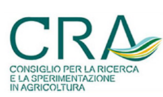 CRA
CONSIGLIO PER LA RICERCA
E LA SPERIMENTAZIONE
IN AGRICOLTURA